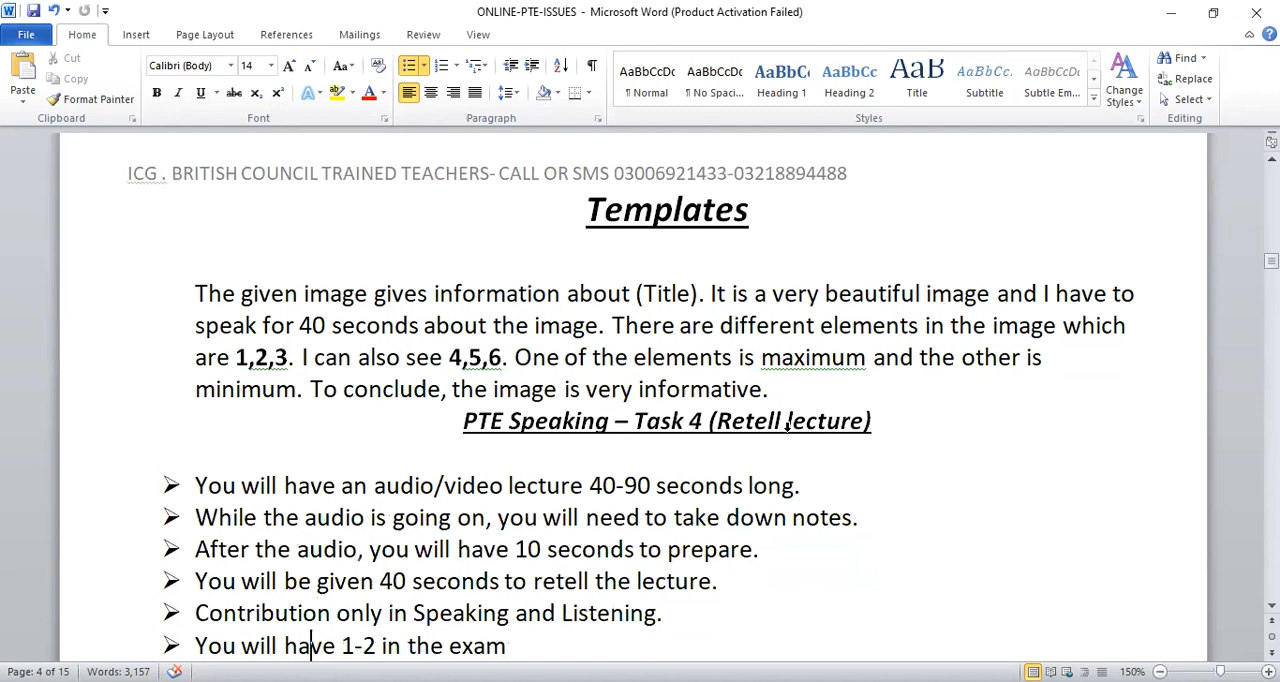 ONLINE-PTE-ISSUES - Microsoft Word (Product Activation Failed)
File Home Insert Page Layout References Mailings Review View
Paste Cut Copy Format Painter
Calibri (Body) 14
AaBbCcDc AaBbCcDc AaBbC AaBbCc AaB AaBbCc. AaBbCcDc
¶ Normal ¶ No Spaci... Heading 1 Heading 2 Title Subtitle Subtle Em...
Change Styles
Find Replace Select
Clipboard Font Paragraph Styles Editing
ICG . BRITISH COUNCIL TRAINED TEACHERS- CALL OR SMS 03006921433-03218894488
Templates
The given image gives information about (Title). It is a very beautiful image and I have to
speak for 40 seconds about the image. There are different elements in the image which
are 1,2,3. I can also see 4,5,6. One of the elements is maximum and the other is
minimum. To conclude, the image is very informative.
PTE Speaking – Task 4 (Retell lecture)
➢ You will have an audio/video lecture 40-90 seconds long.
➢ While the audio is going on, you will need to take down notes.
➢ After the audio, you will have 10 seconds to prepare.
➢ You will be given 40 seconds to retell the lecture.
➢ Contribution only in Speaking and Listening.
➢ You will have 1-2 in the exam
Page: 4 of 15 Words: 3,157 150%